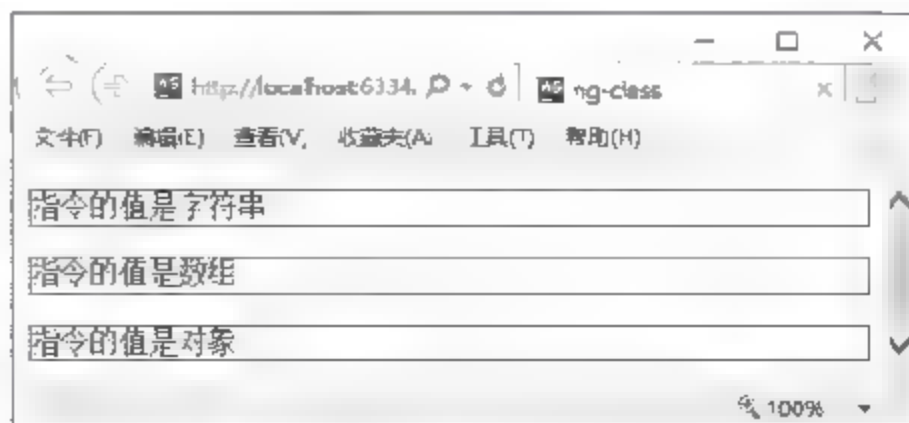 http://localhost:6334. ng-class
文件(F) 编辑(E) 查看(V) 收藏夹(A) 工具(T) 帮助(H)
指令的值是字符串
指令的值是数组
指令的值是对象
100%